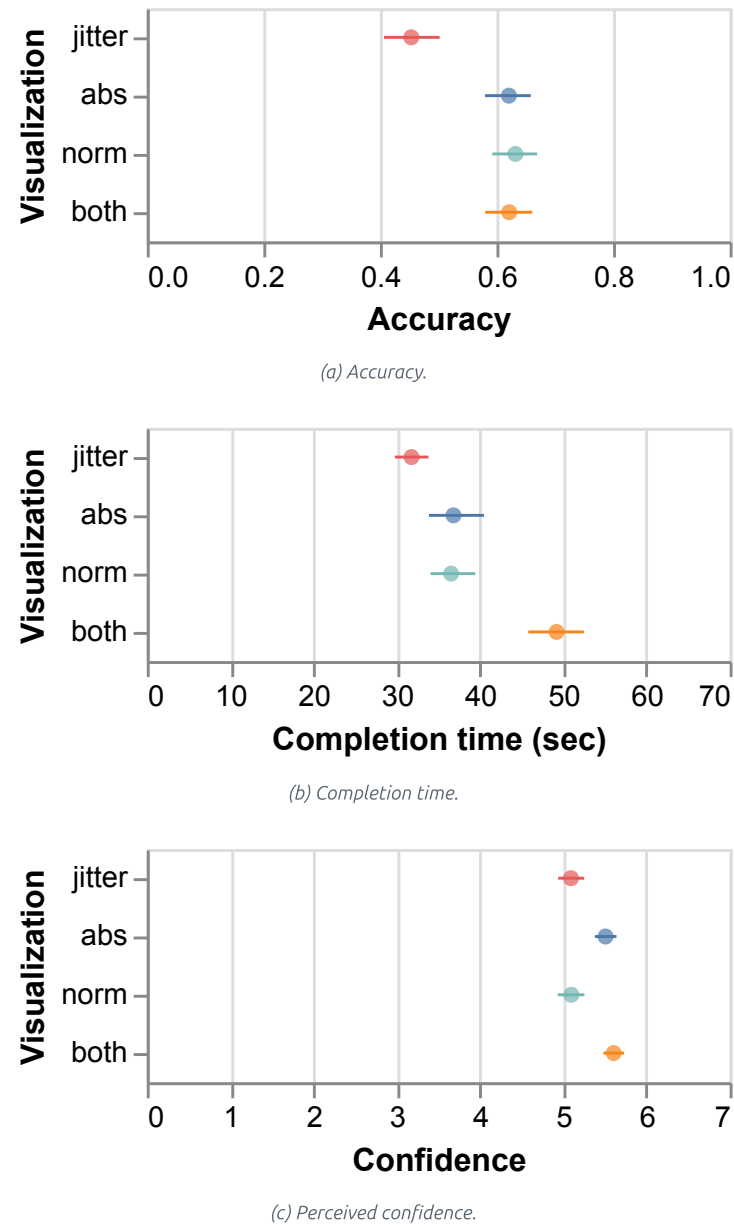 Visualization
jitter
abs
norm
both
0.0 0.2 0.4 0.6 0.8 1.0
Accuracy
(a) Accuracy.
Visualization
jitter
abs
norm
both
0 10 20 30 40 50 60 70
Completion time (sec)
(b) Completion time.
Visualization
jitter
abs
norm
both
0 1 2 3 4 5 6 7
Confidence
(c) Perceived confidence.